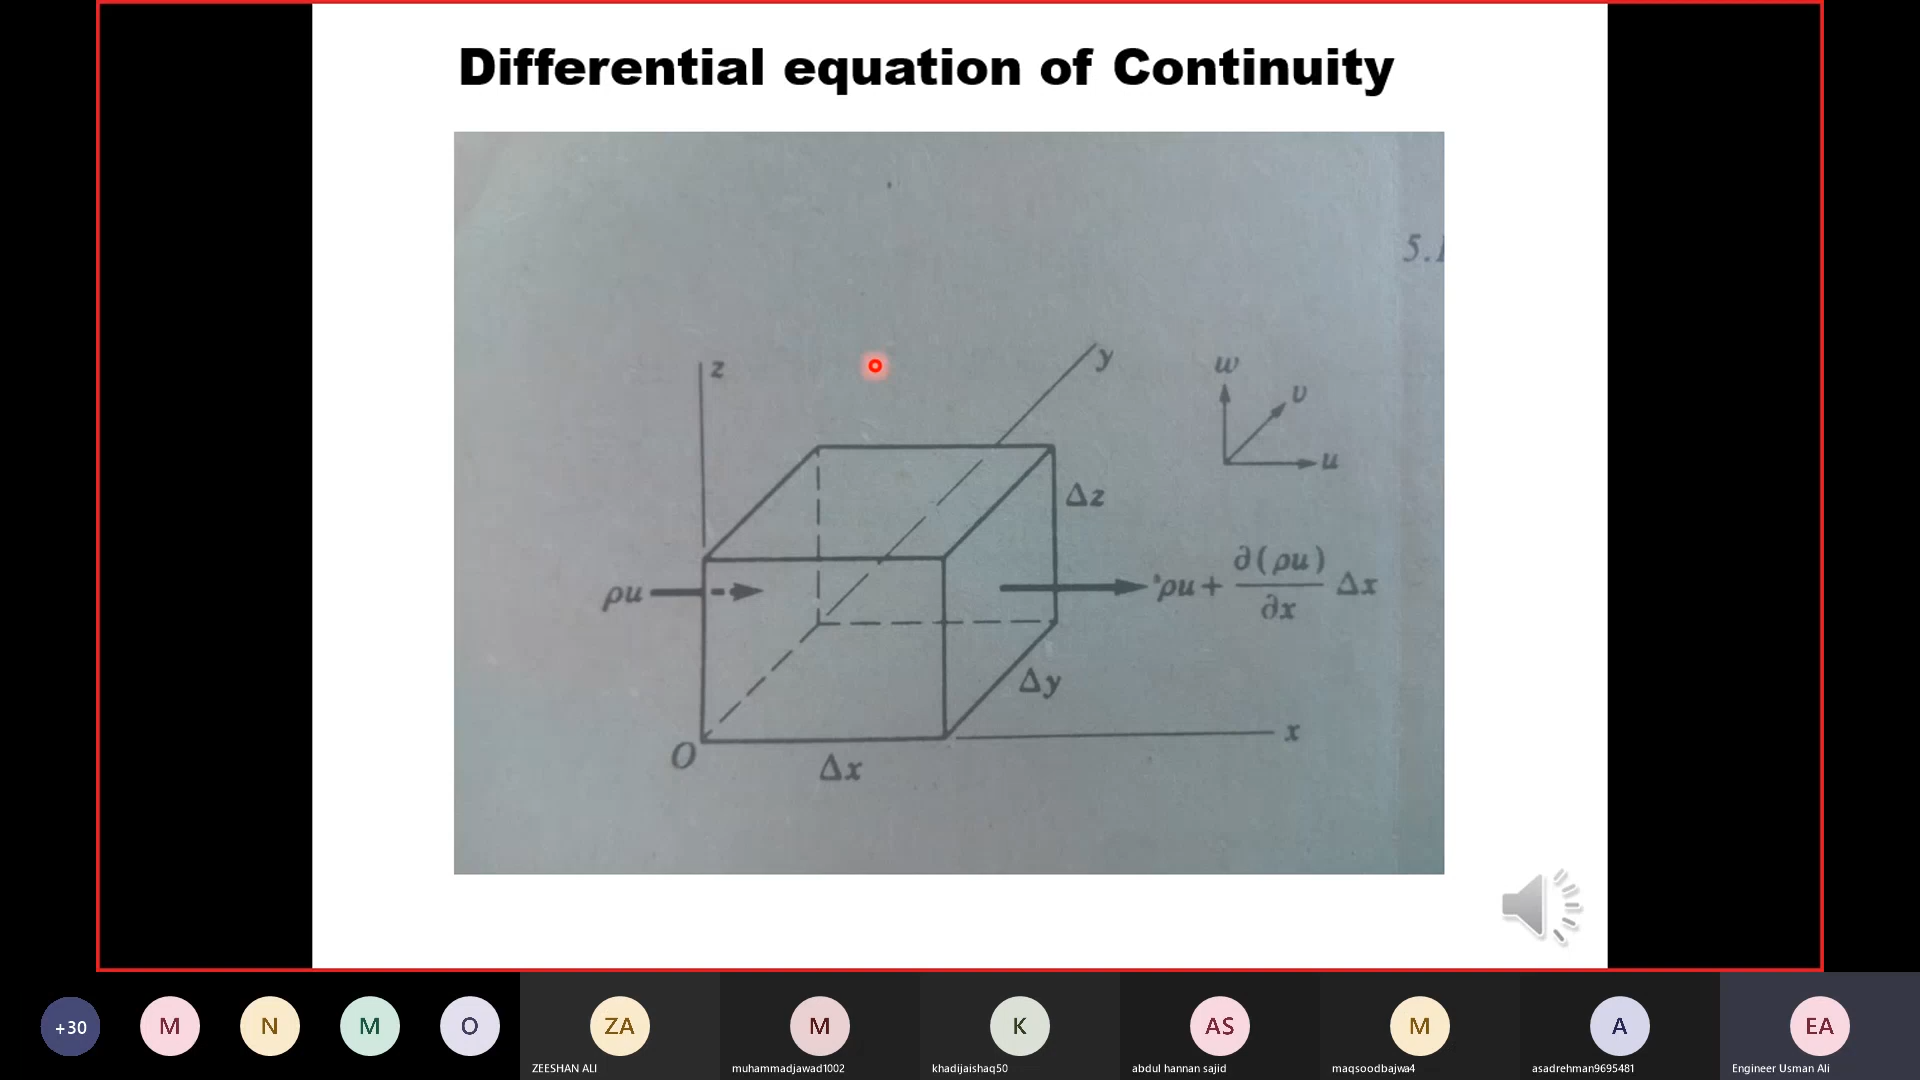 Differential equation of Continuity
5.
z
y
w
v
u
Δz
ρu
ρu + ∂(ρu)/∂x Δx
Δy
O
x
Δx
+30
M
N
M
O
ZA
M
K
AS
M
A
EA
ZEESHAN ALI
muhammadjawad1002
khadijaishaq50
abdul hannan sajid
maqsoodbajwa4
asadrehman9695481
Engineer Usman Ali